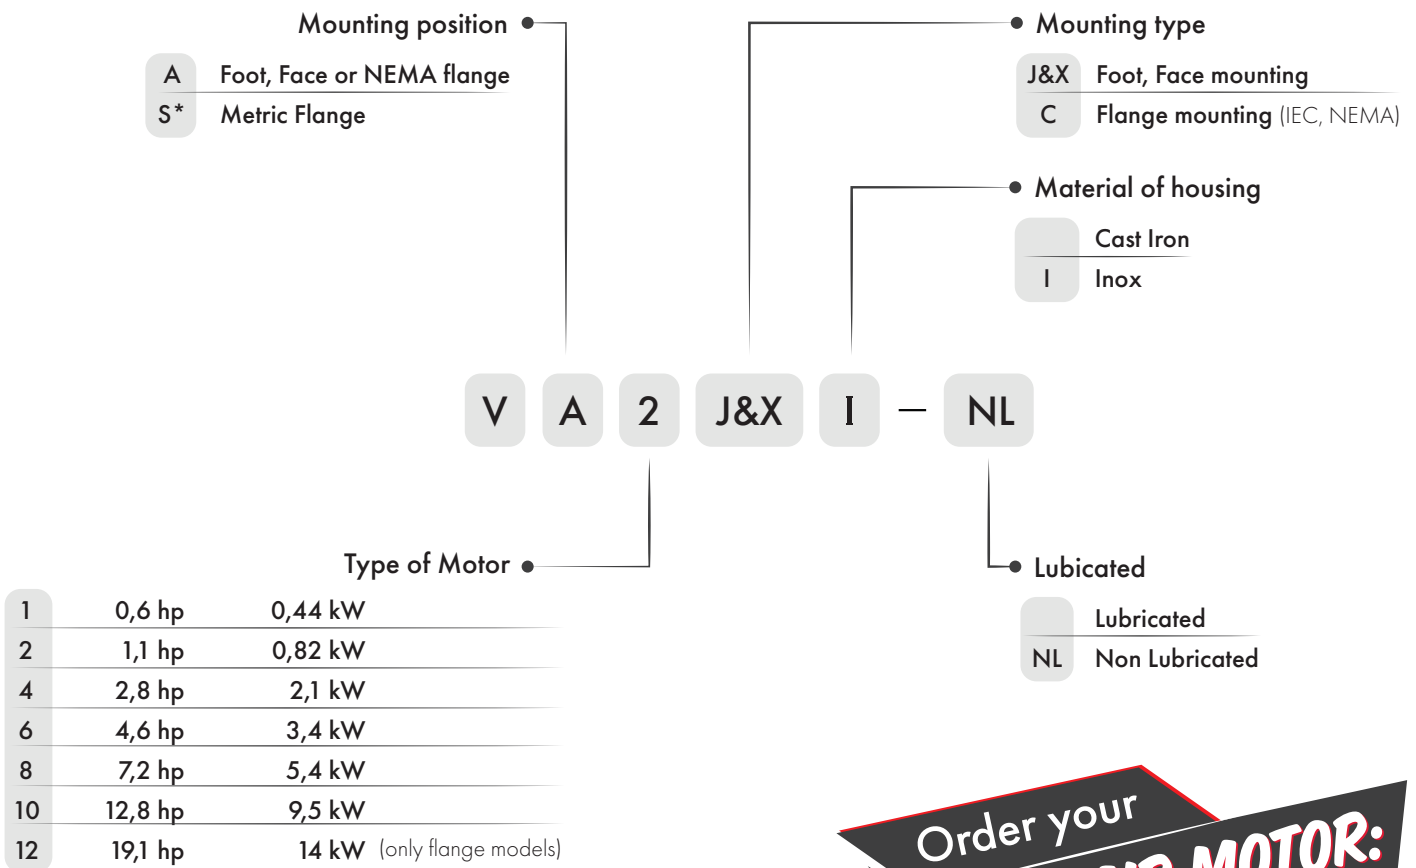 Mounting position
A Foot, Face or NEMA flange
S* Metric Flange
Mounting type
J&X Foot, Face mounting
C Flange mounting (IEC, NEMA)
Material of housing
Cast Iron
I Inox
V A 2 J&X I – NL
Type of Motor
1 0,6 hp 0,44 kW
2 1,1 hp 0,82 kW
4 2,8 hp 2,1 kW
6 4,6 hp 3,4 kW
8 7,2 hp 5,4 kW
10 12,8 hp 9,5 kW
12 19,1 hp 14 kW (only flange models)
Lubicated
Lubricated
NL Non Lubricated
Order your
MOTOR: